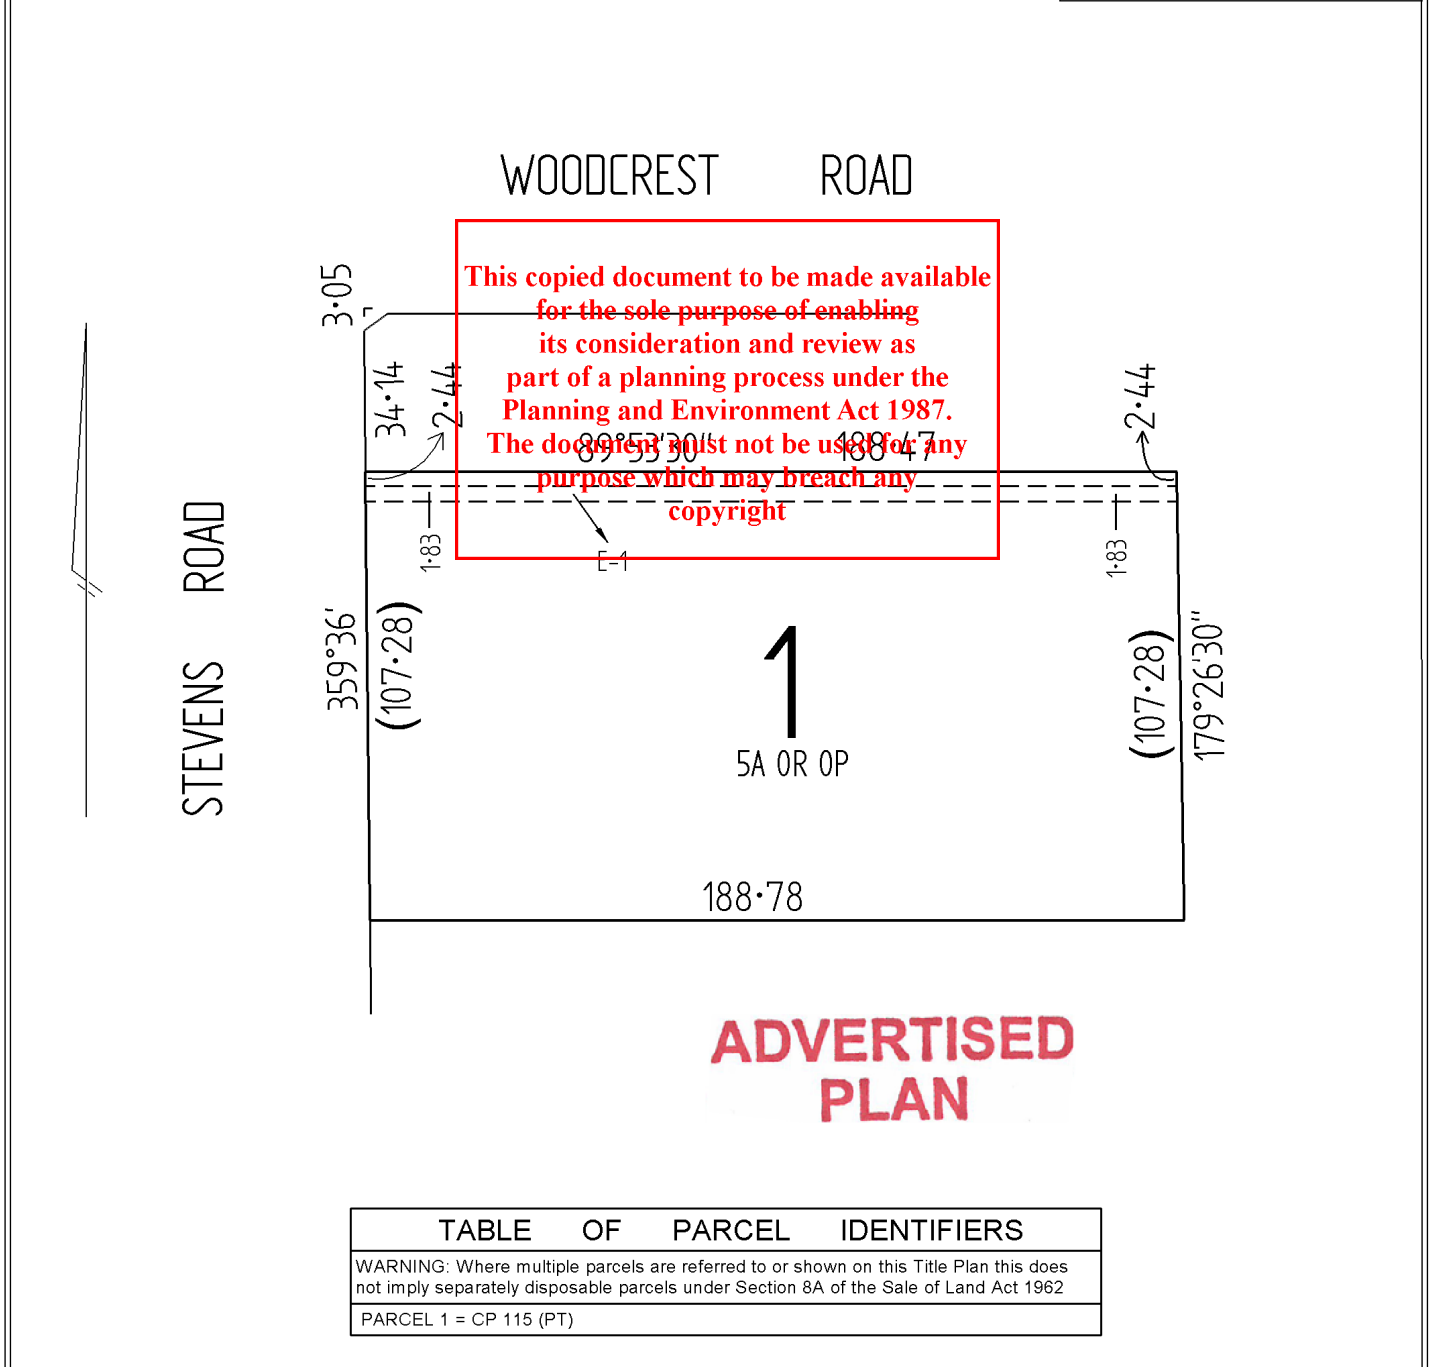 WOODCREST ROAD
This copied document to be made available
for the sole purpose of enabling
its consideration and review as
part of a planning process under the
Planning and Environment Act 1987.
The document must not be used for any
purpose which may breach any
copyright
3·05
34·14
2·44
2·44
89°53'30"
188·47
1·83
1·83
E-1
STEVENS ROAD
359°36'
(107·28)
(107·28)
179°26'30"
1
5A 0R 0P
188·78
ADVERTISED
PLAN
TABLE OF PARCEL IDENTIFIERS
WARNING: Where multiple parcels are referred to or shown on this Title Plan this does
not imply separately disposable parcels under Section 8A of the Sale of Land Act 1962
PARCEL 1 = CP 115 (PT)